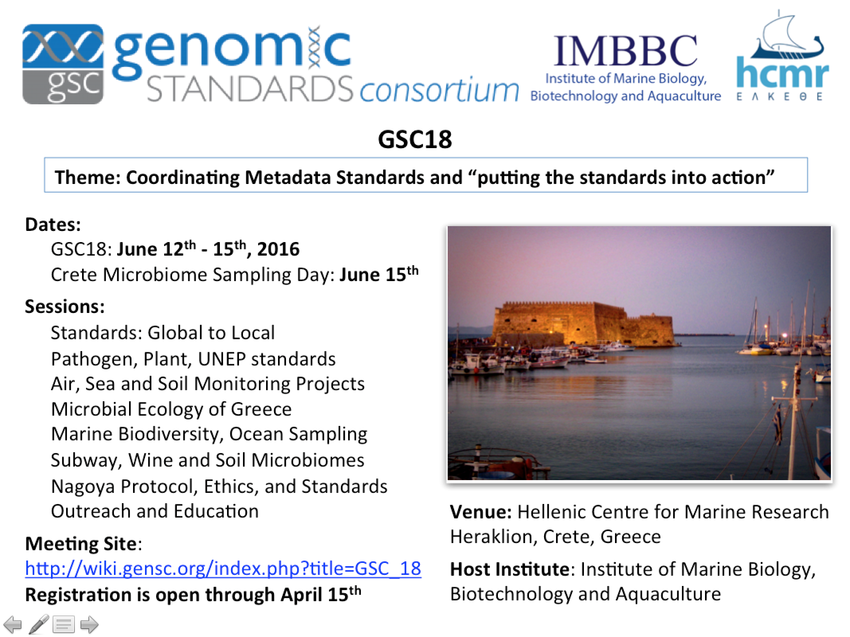 genomic
gsc STANDARDS consortium
IMBBC
Institute of Marine Biology,
Biotechnology and Aquaculture
hcmr
ΕΛΚΕΘΕ
GSC18
Theme: Coordinating Metadata Standards and “putting the standards into action”
Dates:
GSC18: June 12th - 15th, 2016
Crete Microbiome Sampling Day: June 15th
Sessions:
Standards: Global to Local
Pathogen, Plant, UNEP standards
Air, Sea and Soil Monitoring Projects
Microbial Ecology of Greece
Marine Biodiversity, Ocean Sampling
Subway, Wine and Soil Microbiomes
Nagoya Protocol, Ethics, and Standards
Outreach and Education
Meeting Site:
http://wiki.gensc.org/index.php?title=GSC_18
Registration is open through April 15th
Venue: Hellenic Centre for Marine Research
Heraklion, Crete, Greece
Host Institute: Institute of Marine Biology,
Biotechnology and Aquaculture